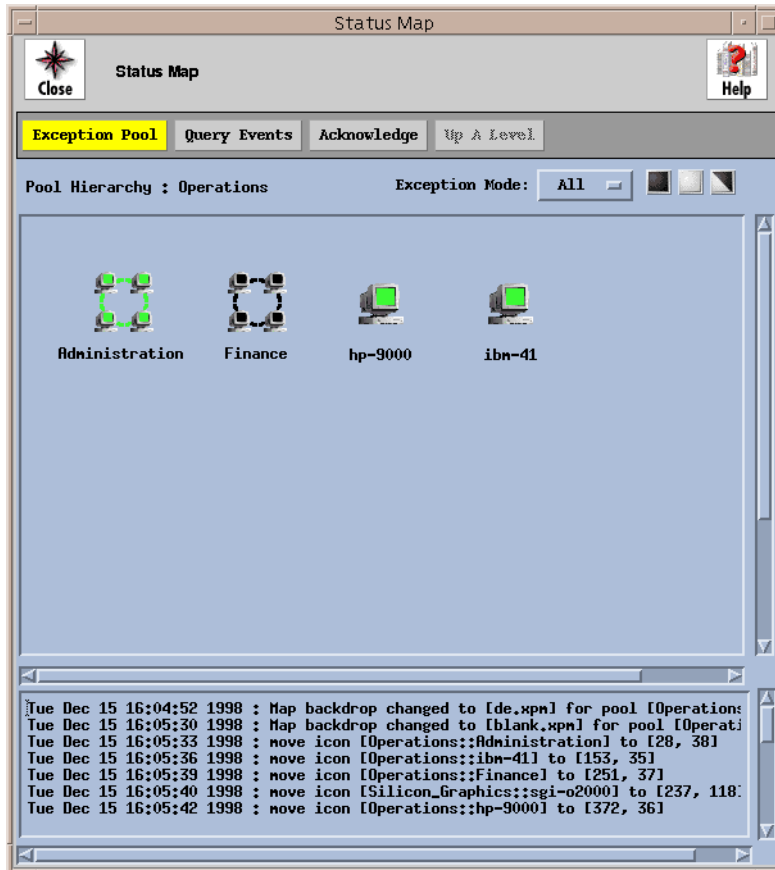 Status Map
Close
Status Map
Help
Exception Pool Query Events Acknowledge Up A Level
Pool Hierarchy : Operations Exception Mode: All
Administration Finance hp-9000 ibm-41
Tue Dec 15 16:04:52 1998 : Map backdrop changed to [de.xpm] for pool [Operations
Tue Dec 15 16:05:30 1998 : Map backdrop changed to [blank.xpm] for pool [Operati
Tue Dec 15 16:05:33 1998 : move icon [Operations::Administration] to [28, 38]
Tue Dec 15 16:05:36 1998 : move icon [Operations::ibm-41] to [153, 35]
Tue Dec 15 16:05:39 1998 : move icon [Operations::Finance] to [251, 37]
Tue Dec 15 16:05:40 1998 : move icon [Silicon_Graphics::sgi-o2000] to [237, 118]
Tue Dec 15 16:05:42 1998 : move icon [Operations::hp-9000] to [372, 36]